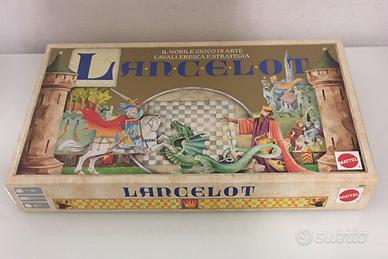 IL NOBILE GIOCO DI ARTE
CAVALLERESCA E STRATEGIA
LANCELOT
MATTEL
LANCELOT
MATTEL
subito